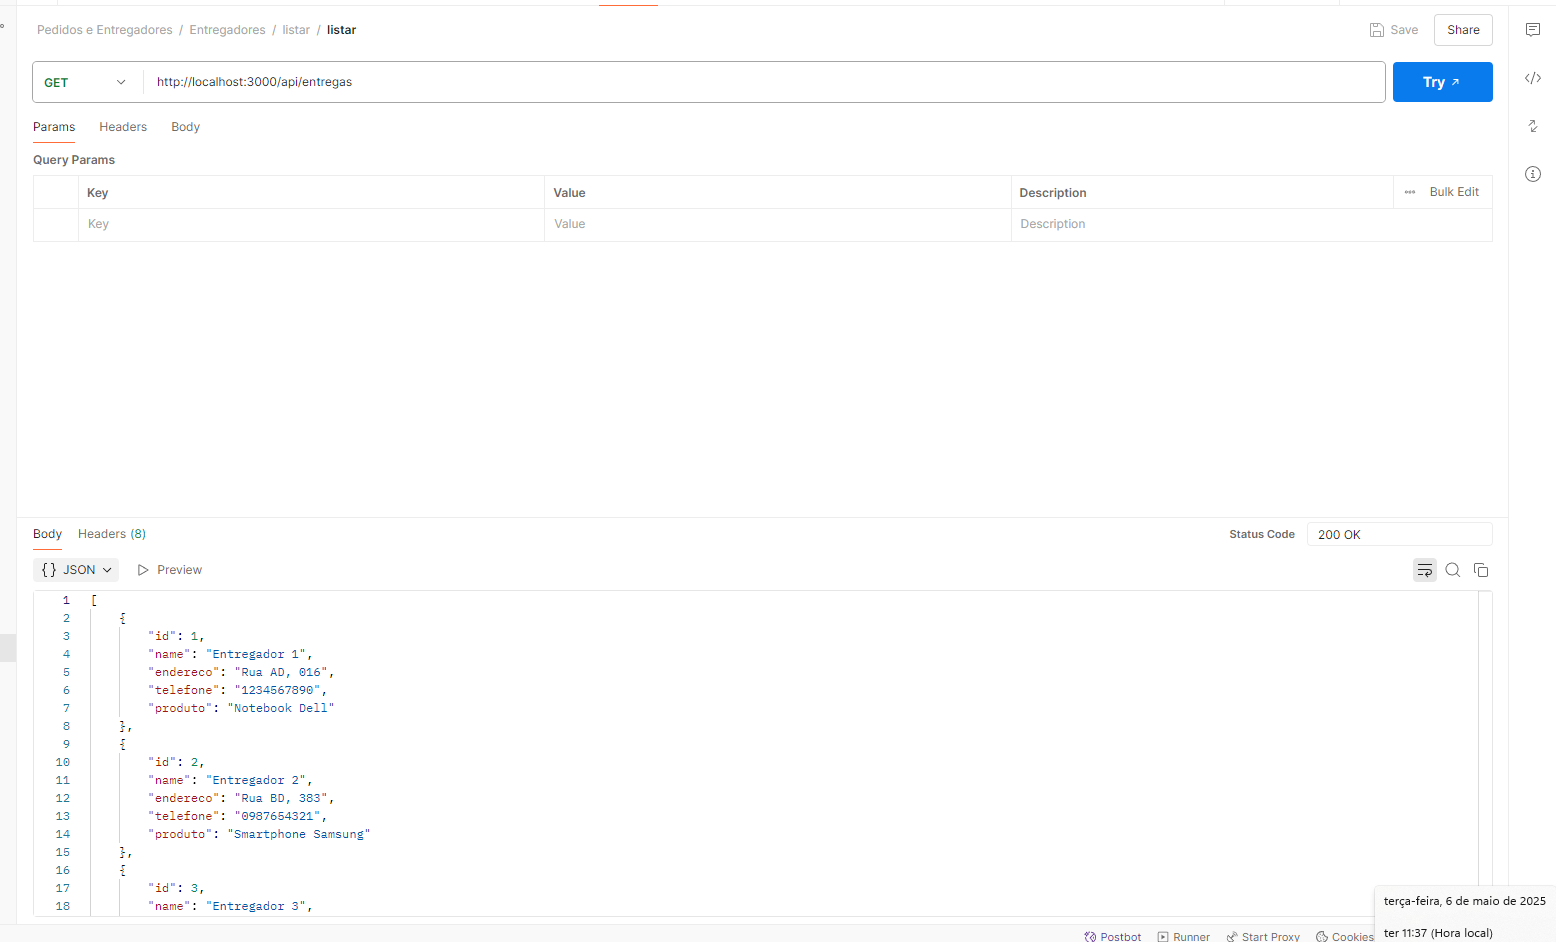 Pedidos e Entregadores / Entregadores / listar / listar
Save
Share
GET
http://localhost:3000/api/entregas
Try
Params Headers Body
Query Params
Key Value Description ••• Bulk Edit
Key Value Description
Body Headers (8)
Status Code 200 OK
{} JSON
Preview
1 [
2 {
3 "id": 1,
4 "name": "Entregador 1",
5 "endereco": "Rua AD, 016",
6 "telefone": "1234567890",
7 "produto": "Notebook Dell"
8 },
9 {
10 "id": 2,
11 "name": "Entregador 2",
12 "endereco": "Rua BD, 383",
13 "telefone": "0987654321",
14 "produto": "Smartphone Samsung"
15 },
16 {
17 "id": 3,
18 "name": "Entregador 3",
terça-feira, 6 de maio de 2025
ter 11:37 (Hora local)
Postbot Runner Start Proxy Cookies